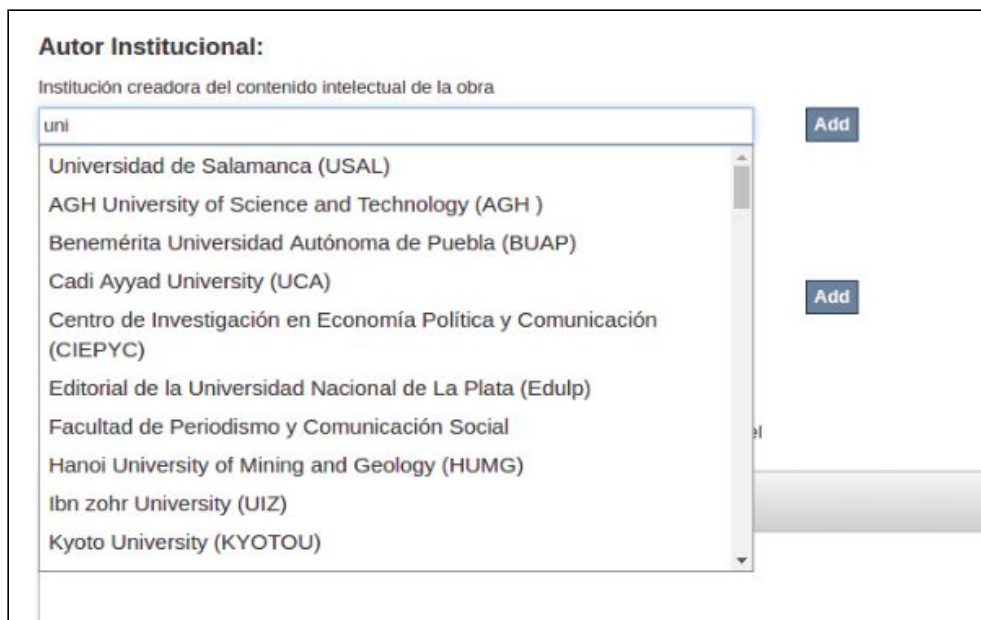 Autor Institucional:
Institución creadora del contenido intelectual de la obra
uni
Add
Universidad de Salamanca (USAL)
AGH University of Science and Technology (AGH )
Benemérita Universidad Autónoma de Puebla (BUAP)
Cadi Ayyad University (UCA)
Add
Centro de Investigación en Economía Política y Comunicación
(CIEPYC)
Editorial de la Universidad Nacional de La Plata (Edulp)
Facultad de Periodismo y Comunicación Social
Hanoi University of Mining and Geology (HUMG)
Ibn zohr University (UIZ)
Kyoto University (KYOTOU)